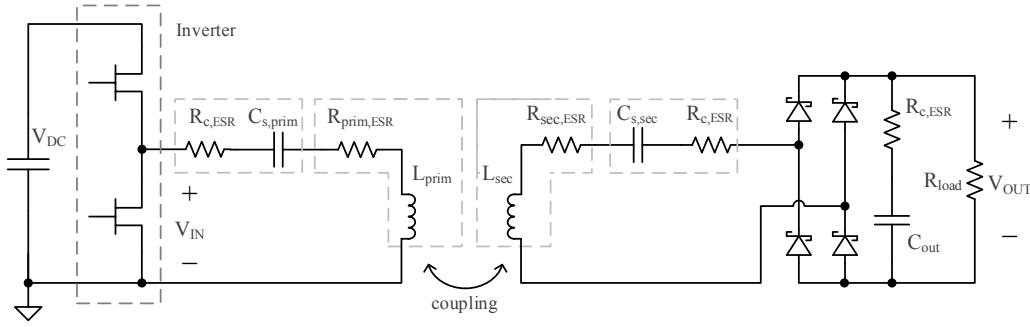 Inverter
R_c,ESR C_s,prim R_prim,ESR
R_sec,ESR C_s,sec R_c,ESR
R_c,ESR
+
V_DC
L_prim
L_sec
R_load
V_OUT
+
V_IN
−
C_out
−
coupling